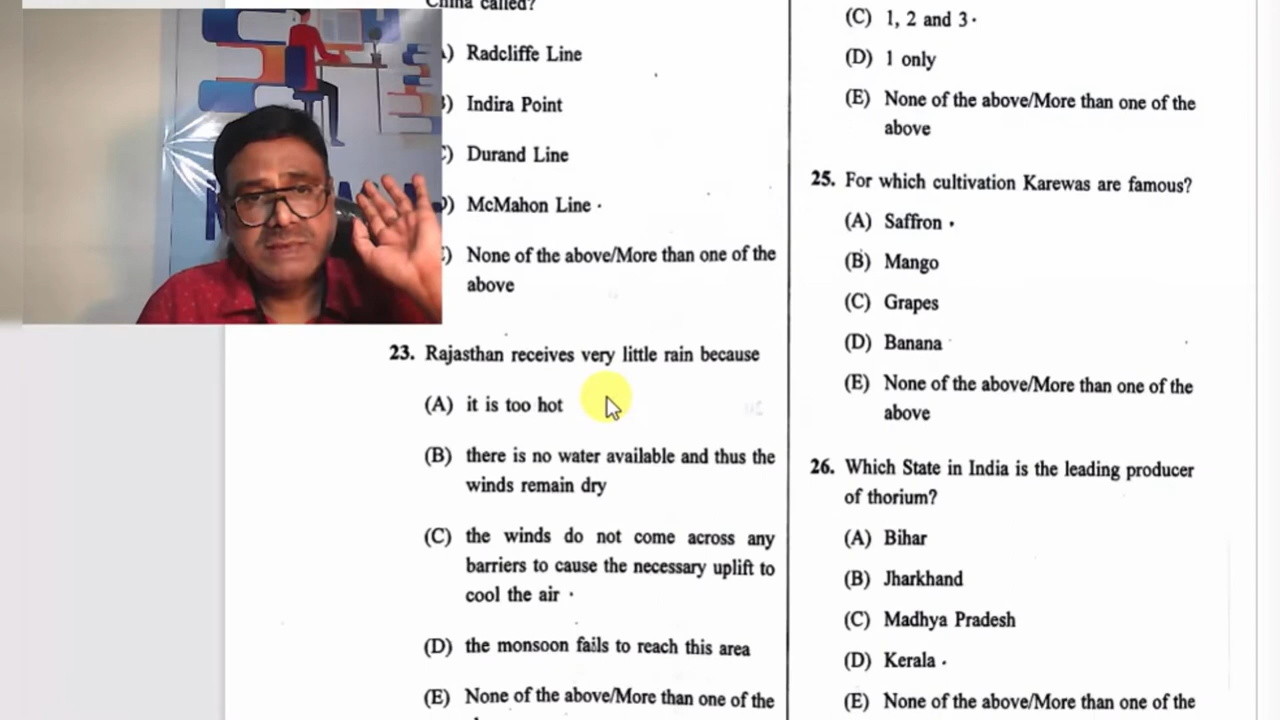 China called?
) Radcliffe Line
) Indira Point
) Durand Line
) McMahon Line ·
) None of the above/More than one of the
above
23. Rajasthan receives very little rain because
(A) it is too hot
(B) there is no water available and thus the
winds remain dry
(C) the winds do not come across any
barriers to cause the necessary uplift to
cool the air ·
(D) the monsoon fails to reach this area
(E) None of the above/More than one of the
(C) 1, 2 and 3 ·
(D) 1 only
(E) None of the above/More than one of the
above
25. For which cultivation Karewas are famous?
(A) Saffron ·
(B) Mango
(C) Grapes
(D) Banana
(E) None of the above/More than one of the
above
26. Which State in India is the leading producer
of thorium?
(A) Bihar
(B) Jharkhand
(C) Madhya Pradesh
(D) Kerala ·
(E) None of the above/More than one of the